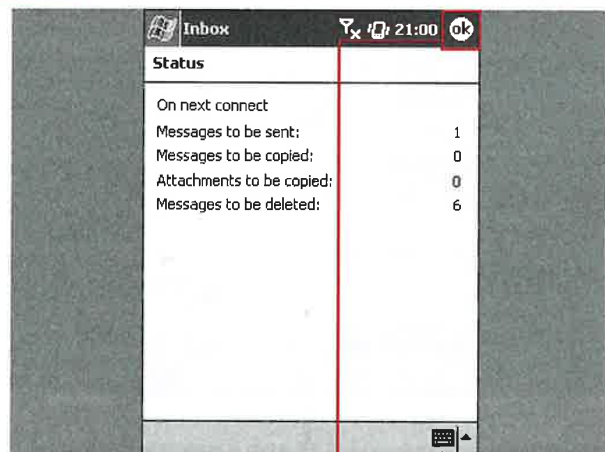 Inbox 21:00 ok
Status
On next connect
Messages to be sent: 1
Messages to be copied: 0
Attachments to be copied: 0
Messages to be deleted: 6